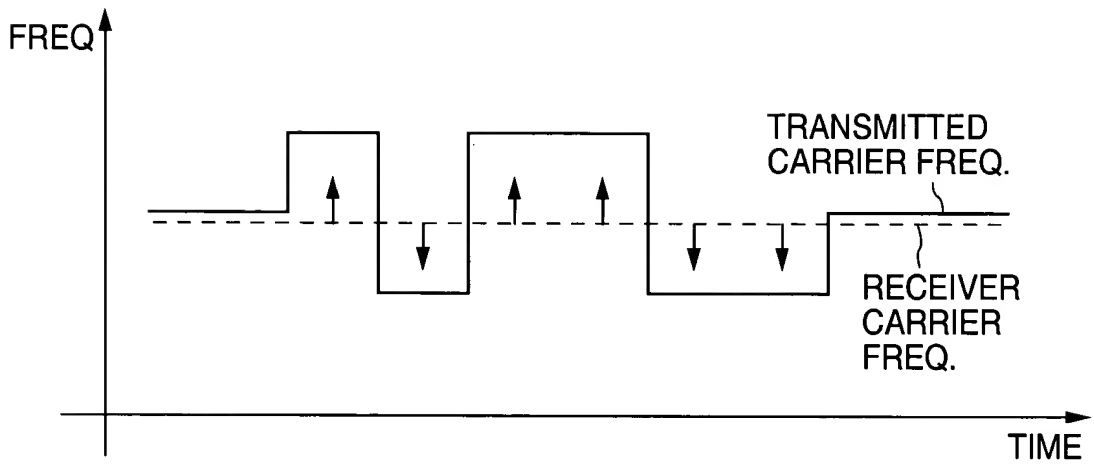 FREQ
TRANSMITTED
CARRIER FREQ.
RECEIVER
CARRIER
FREQ.
TIME